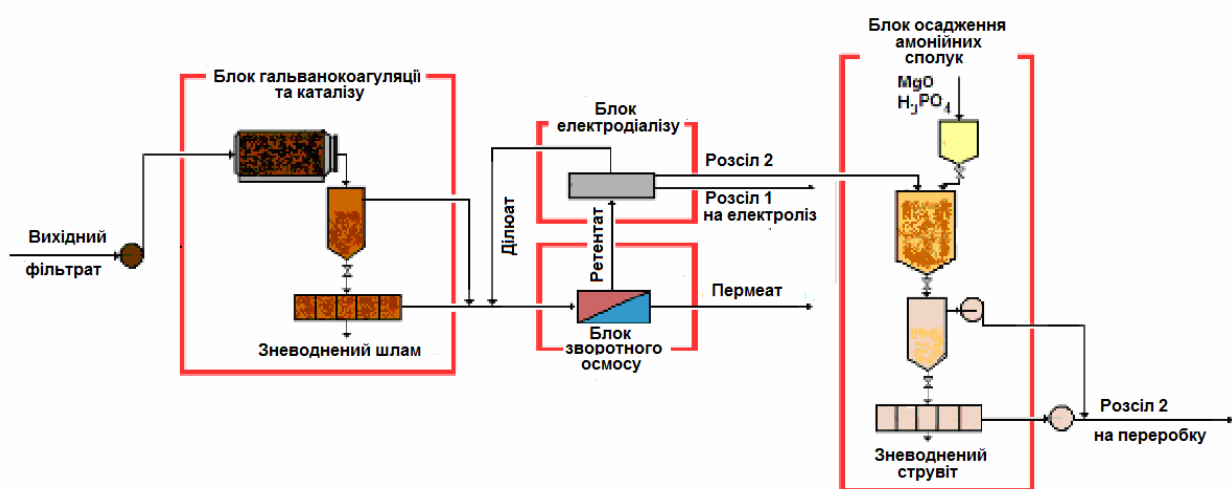 Блок осадження
амонійних
сполук
MgO
H₃PO₄
Блок гальванокоагуляції
та каталізу
Блок
електродіалізу
Розсіл 2
Розсіл 1
на електроліз
Ділюат
Ретентат
Вихідний
фільтрат
Пермеат
Блок
зворотного
осмосу
Зневоднений шлам
Розсіл 2
на переробку
Зневоднений
струвіт